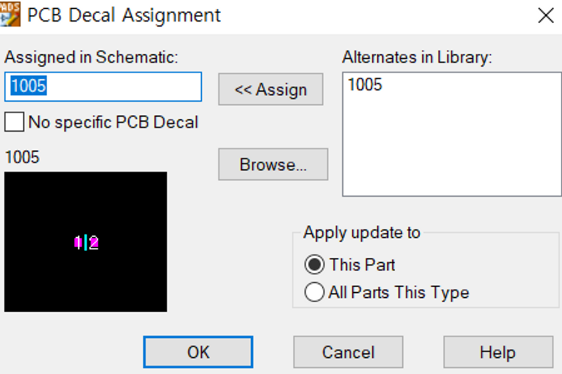 PADS
PCB Decal Assignment
Assigned in Schematic:
1005
<< Assign
No specific PCB Decal
1005
1 2
Browse...
Alternates in Library:
1005
Apply update to
This Part
All Parts This Type
OK
Cancel
Help